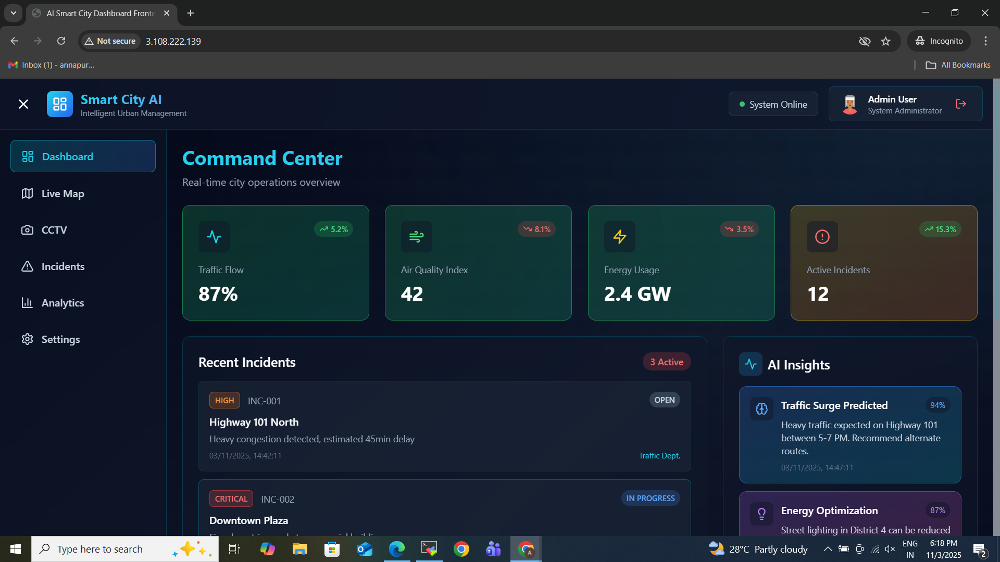 AI Smart City Dashboard Fronte
Not secure
3.108.222.139
Incognito
Inbox (1) - annapur...
All Bookmarks
Smart City AI
Intelligent Urban Management
System Online
Admin User
System Administrator
Dashboard
Live Map
CCTV
Incidents
Analytics
Settings
Command Center
Real-time city operations overview
5.2%
Traffic Flow
87%
8.1%
Air Quality Index
42
3.5%
Energy Usage
2.4 GW
15.3%
Active Incidents
12
Recent Incidents
3 Active
HIGH INC-001
OPEN
Highway 101 North
Heavy congestion detected, estimated 45min delay
03/11/2025, 14:42:11
Traffic Dept.
CRITICAL INC-002
IN PROGRESS
Downtown Plaza
AI Insights
Traffic Surge Predicted
94%
Heavy traffic expected on Highway 101
between 5-7 PM. Recommend alternate
routes.
03/11/2025, 14:47:11
Energy Optimization
87%
Street lighting in District 4 can be reduced
Type here to search
28°C Partly cloudy
ENG
IN
6:18 PM
11/3/2025
2